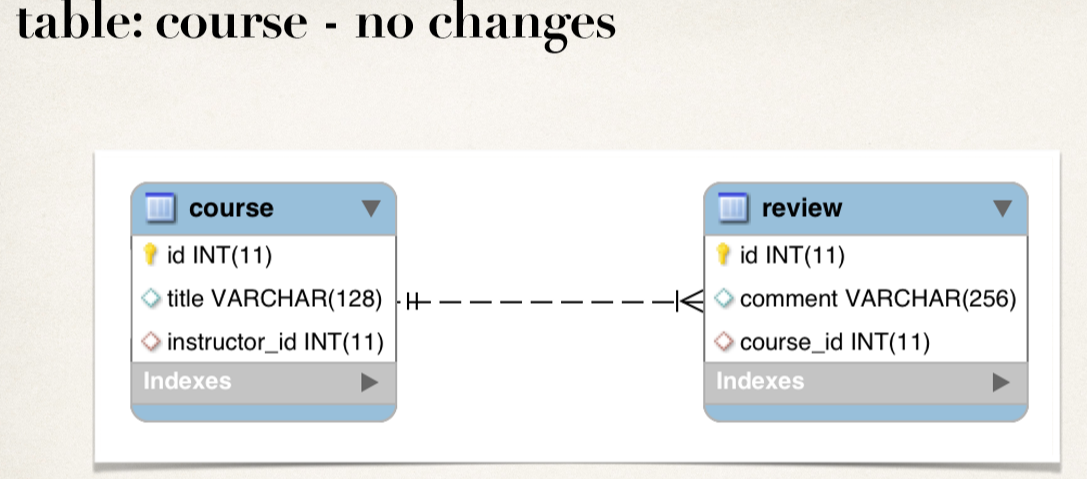 table: course - no changes
course
id INT(11)
title VARCHAR(128)
instructor_id INT(11)
Indexes
review
id INT(11)
comment VARCHAR(256)
course_id INT(11)
Indexes